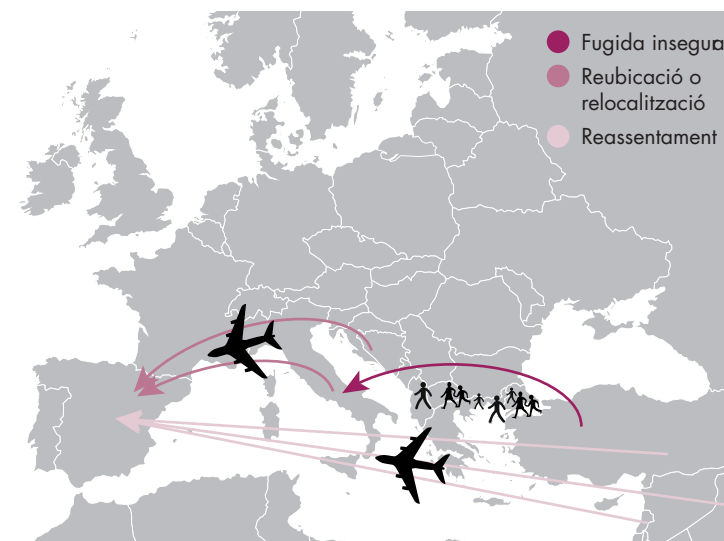 Fugida insegura
Reubicació o
relocalització
Reassentament